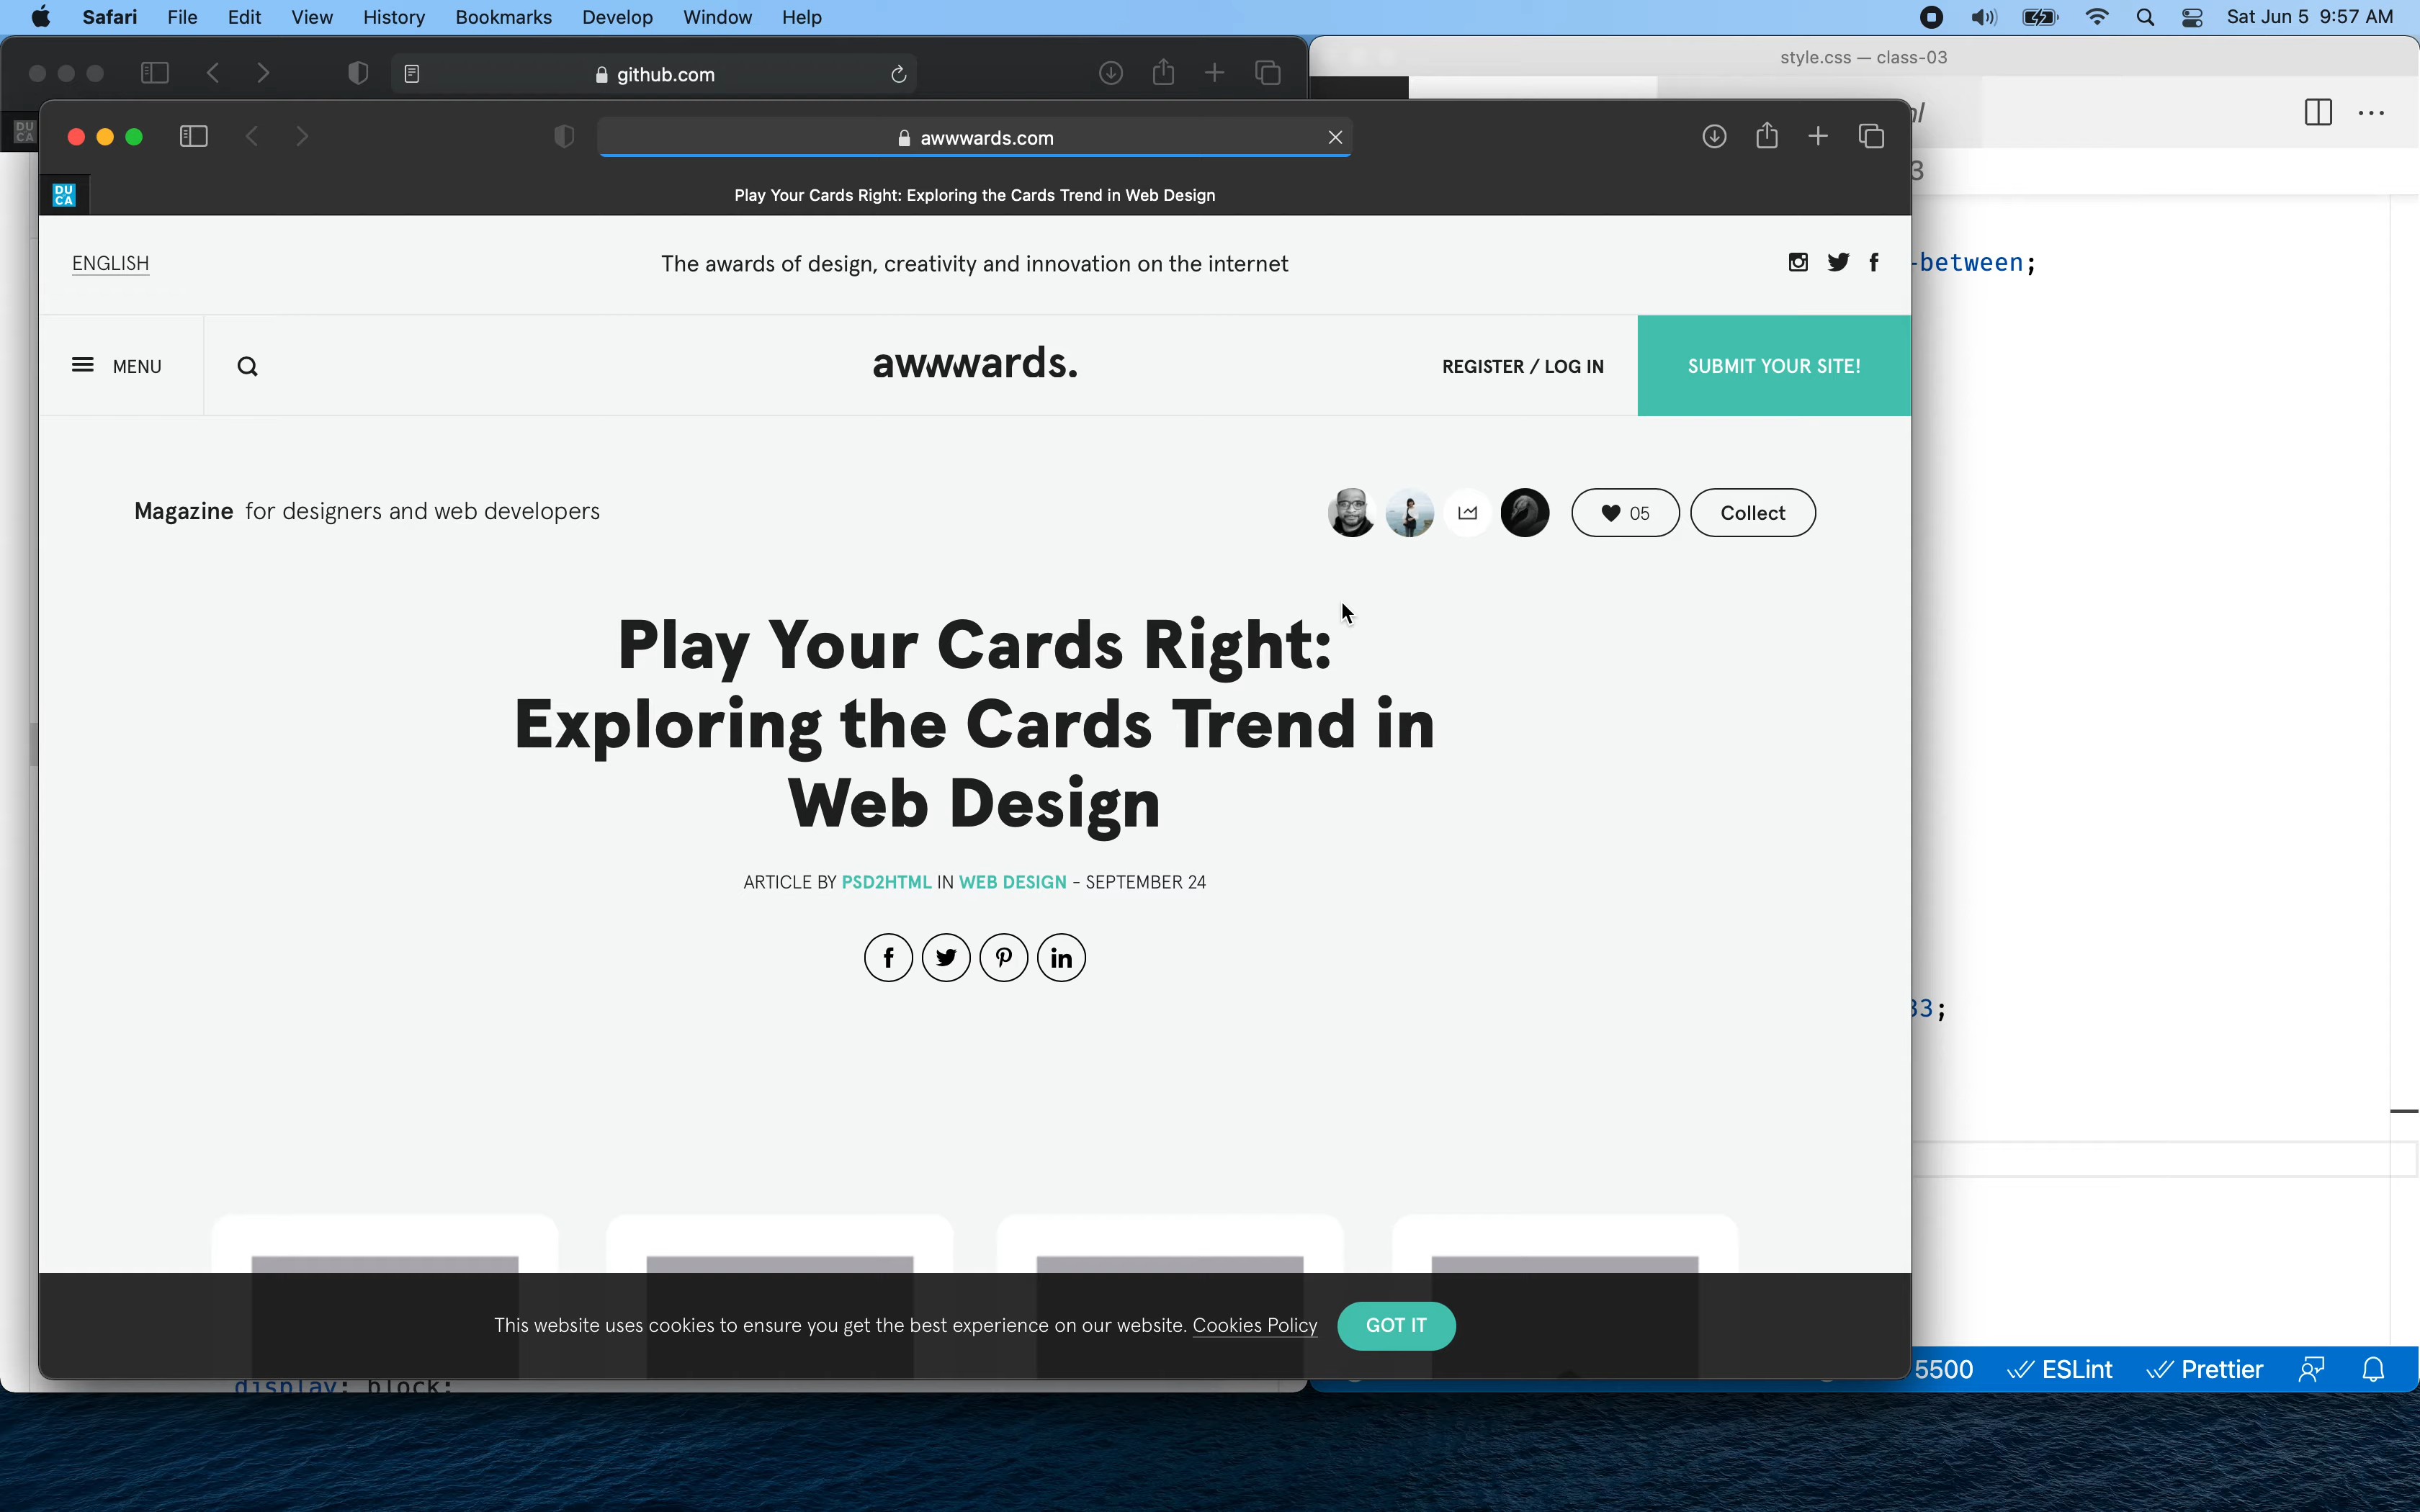 Safari File Edit View History Bookmarks Develop Window Help
Sat Jun 5 9:57 AM
github.com
style.css — class-03
awwwards.com
DU
CA
Play Your Cards Right: Exploring the Cards Trend in Web Design
ENGLISH
The awards of design, creativity and innovation on the internet
-between;
MENU
awwwards.
REGISTER / LOG IN
SUBMIT YOUR SITE!
Magazine for designers and web developers
05
Collect
Play Your Cards Right:
Exploring the Cards Trend in
Web Design
ARTICLE BY PSD2HTML IN WEB DESIGN - SEPTEMBER 24
33;
This website uses cookies to ensure you get the best experience on our website. Cookies Policy
GOT IT
display: block;
5500 ESLint Prettier